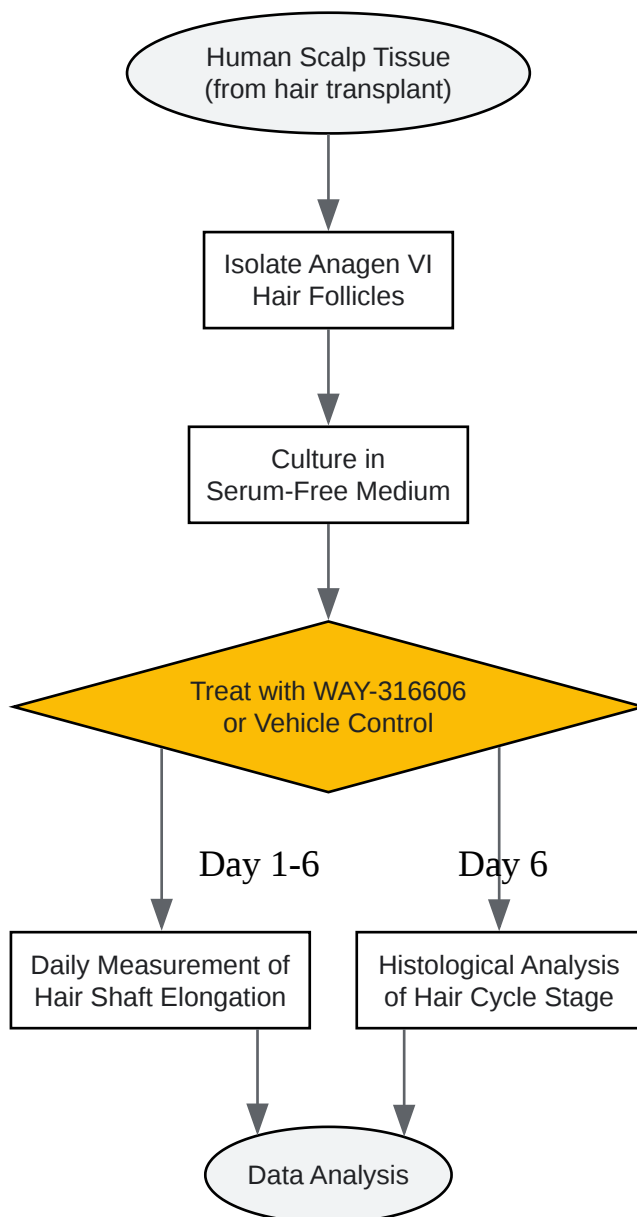 Human Scalp Tissue
(from hair transplant)
Isolate Anagen VI
Hair Follicles
Culture in
Serum-Free Medium
Treat with WAY-316606
or Vehicle Control
Day 1-6
Day 6
Daily Measurement of
Hair Shaft Elongation
Histological Analysis
of Hair Cycle Stage
Data Analysis